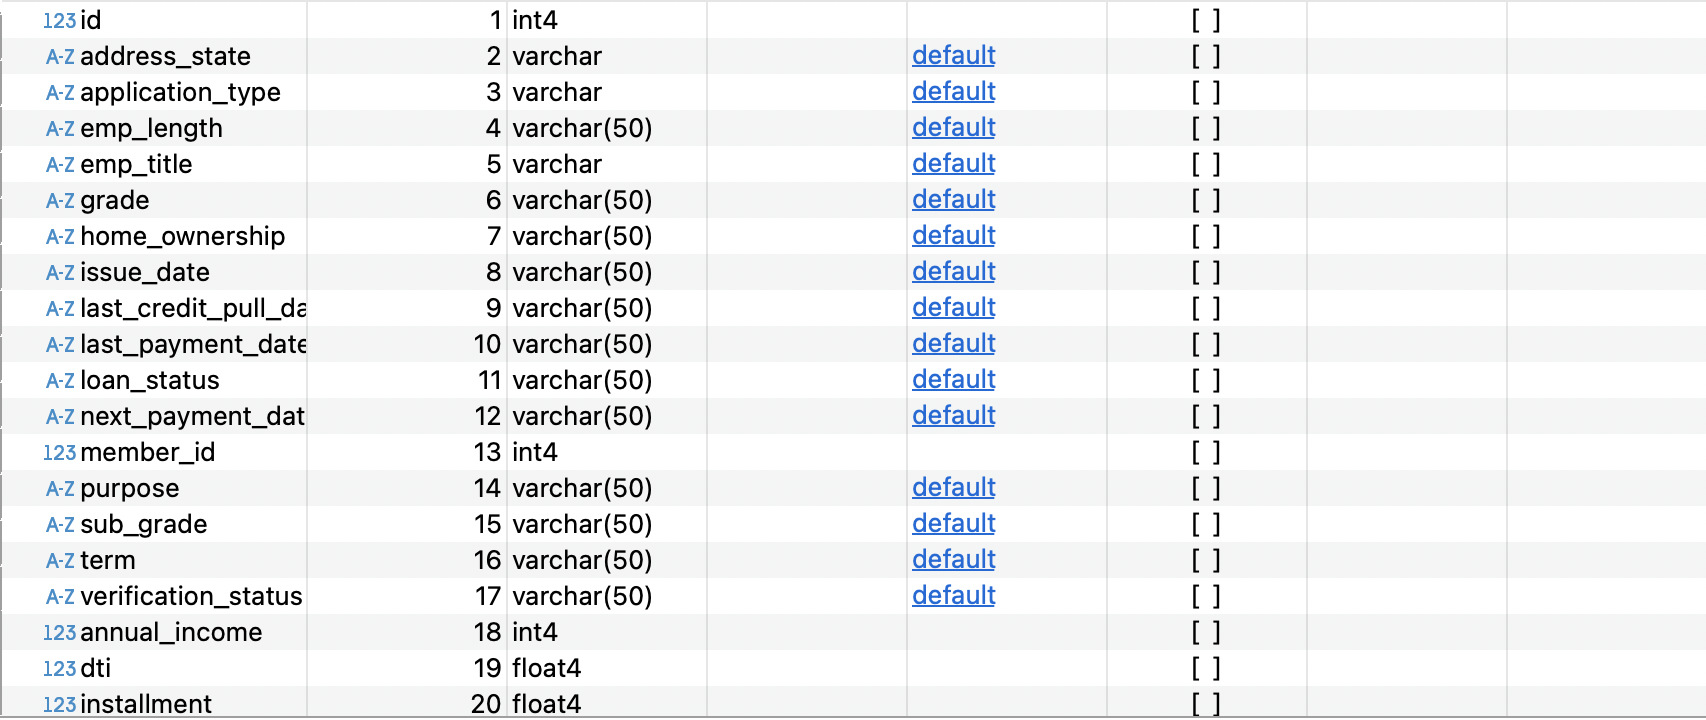 123 id 1 int4 [ ]
A-Z address_state 2 varchar default [ ]
A-Z application_type 3 varchar default [ ]
A-Z emp_length 4 varchar(50) default [ ]
A-Z emp_title 5 varchar default [ ]
A-Z grade 6 varchar(50) default [ ]
A-Z home_ownership 7 varchar(50) default [ ]
A-Z issue_date 8 varchar(50) default [ ]
A-Z last_credit_pull_da 9 varchar(50) default [ ]
A-Z last_payment_date 10 varchar(50) default [ ]
A-Z loan_status 11 varchar(50) default [ ]
A-Z next_payment_dat 12 varchar(50) default [ ]
123 member_id 13 int4 [ ]
A-Z purpose 14 varchar(50) default [ ]
A-Z sub_grade 15 varchar(50) default [ ]
A-Z term 16 varchar(50) default [ ]
A-Z verification_status 17 varchar(50) default [ ]
123 annual_income 18 int4 [ ]
123 dti 19 float4 [ ]
123 installment 20 float4 [ ]